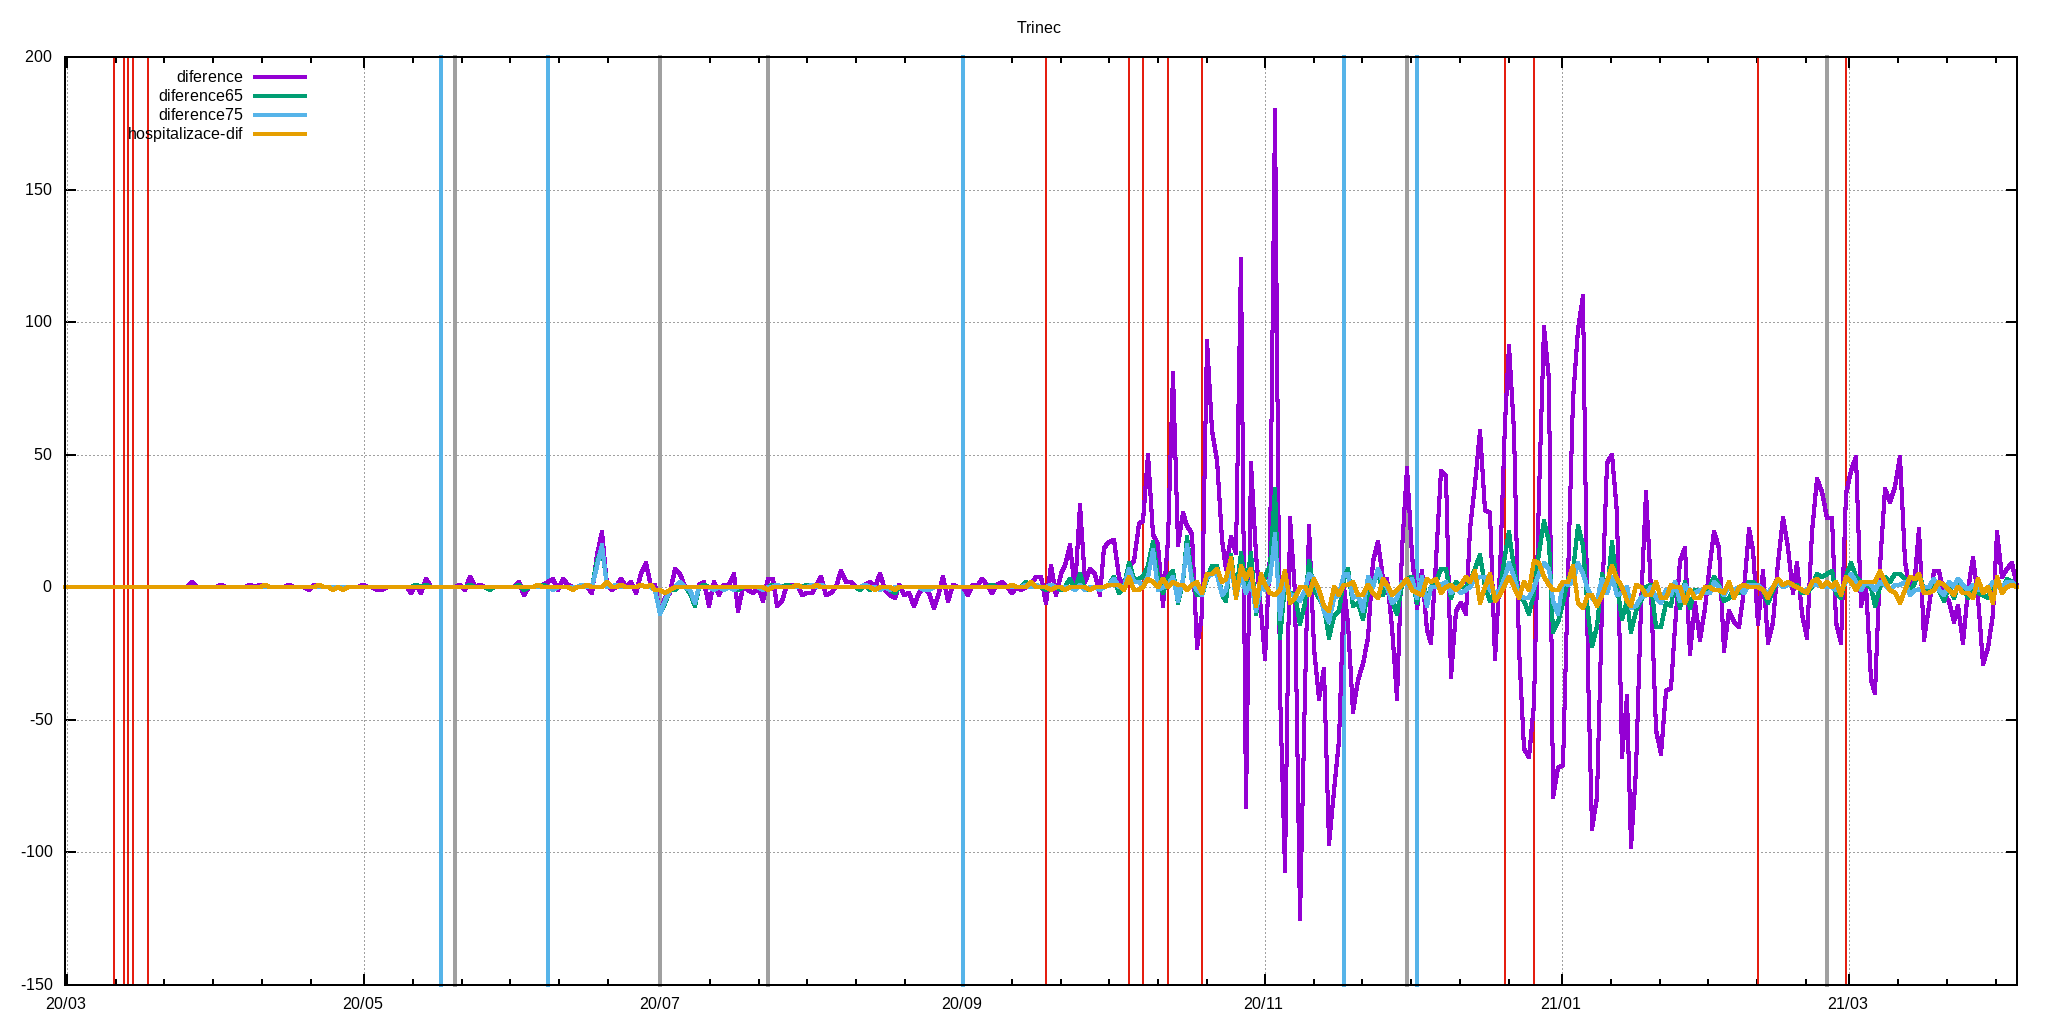 Trinec
200
diference
diference65
diference75
hospitalizace-dif
150
100
50
0
-50
-100
-150
20/03 20/05 20/07 20/09 20/11 21/01 21/03